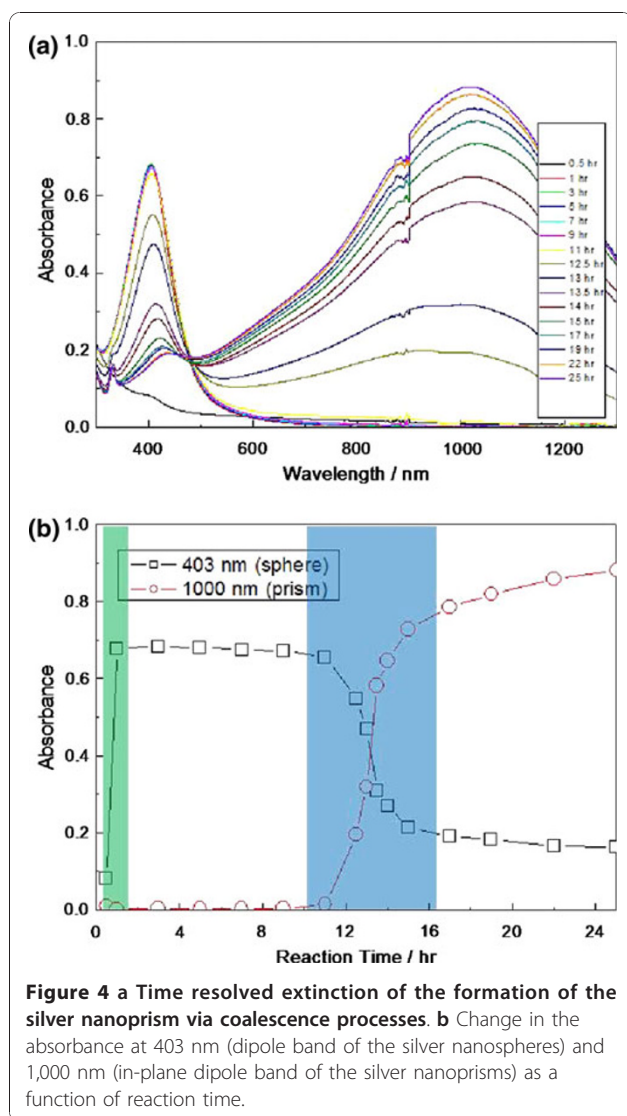 (a)
1.0
0.8
0.6
0.4
0.2
0.0
Absorbance
400 600 800 1000 1200
Wavelength / nm
0.5 hr
1 hr
3 hr
5 hr
7 hr
9 hr
11 hr
12.5 hr
13 hr
13.5 hr
14 hr
15 hr
17 hr
19 hr
22 hr
25 hr
(b)
1.0
0.8
0.6
0.4
0.2
0.0
Absorbance
403 nm (sphere)
1000 nm (prism)
0 4 8 12 16 20 24
Reaction Time / hr
Figure 4 a Time resolved extinction of the formation of the
silver nanoprism via coalescence processes. b Change in the
absorbance at 403 nm (dipole band of the silver nanospheres) and
1,000 nm (in-plane dipole band of the silver nanoprisms) as a
function of reaction time.